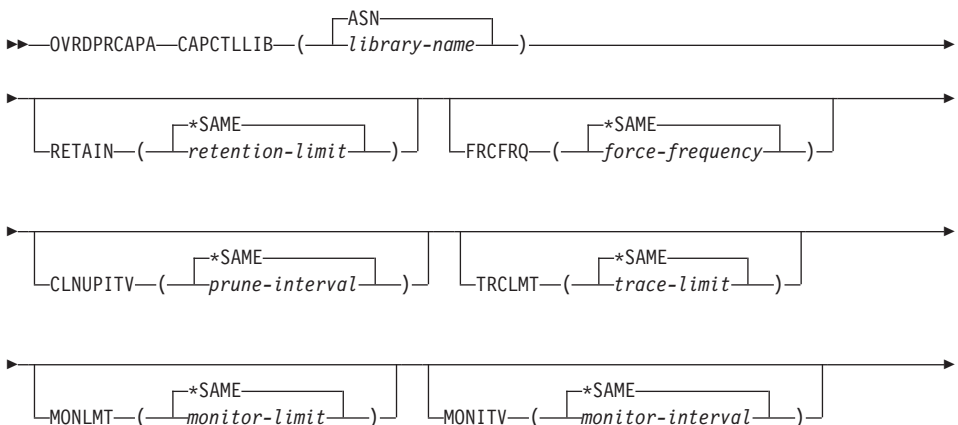 ASN
OVRDPRCAPA CAPCTLLIB ( library-name )
*SAME *SAME
RETAIN ( retention-limit ) FRCFRQ ( force-frequency )
*SAME *SAME
CLNUPITV ( prune-interval ) TRCLMT ( trace-limit )
*SAME *SAME
MONLMT ( monitor-limit ) MONITV ( monitor-interval )